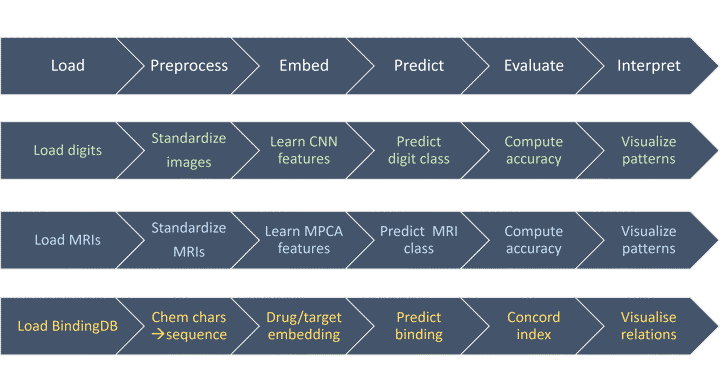 Load Preprocess Embed Predict Evaluate Interpret
Load digits
Standardize
images
Learn CNN
features
Predict
digit class
Compute
accuracy
Visualize
patterns
Load MRIs
Standardize
MRIs
Learn MPCA
features
Predict MRI
class
Compute
accuracy
Visualize
patterns
Load BindingDB
Chem chars
→sequence
Drug/target
embedding
Predict
binding
Concord
index
Visualise
relations